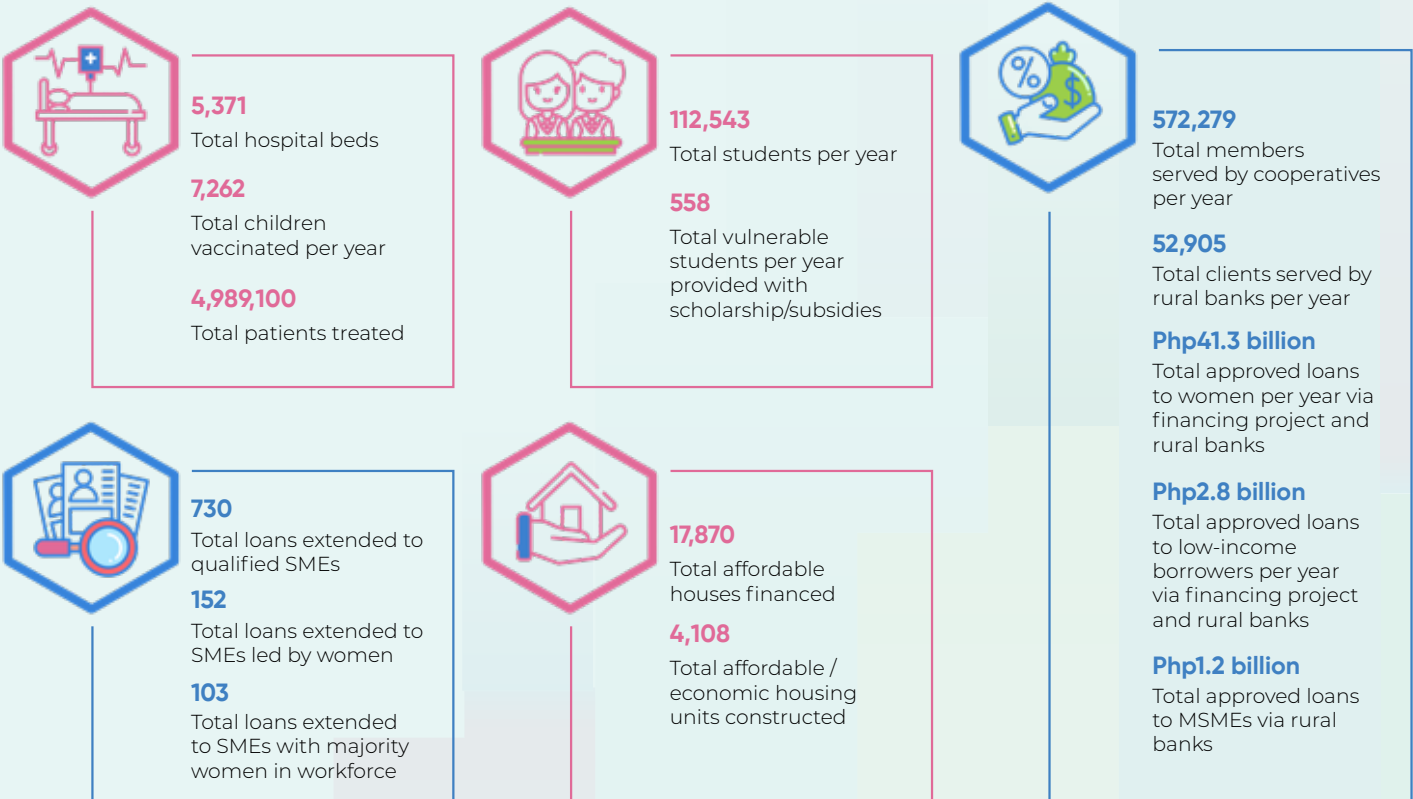 5,371
Total hospital beds
7,262
Total children
vaccinated per year
4,989,100
Total patients treated
112,543
Total students per year
558
Total vulnerable
students per year
provided with
scholarship/subsidies
%
$
572,279
Total members
served by cooperatives
per year
52,905
Total clients served by
rural banks per year
Php41.3 billion
Total approved loans
to women per year via
financing project and
rural banks
Php2.8 billion
Total approved loans
to low-income
borrowers per year
via financing project
and rural banks
Php1.2 billion
Total approved loans
to MSMEs via rural
banks
730
Total loans extended to
qualified SMEs
152
Total loans extended to
SMEs led by women
103
Total loans extended
to SMEs with majority
women in workforce
17,870
Total affordable
houses financed
4,108
Total affordable /
economic housing
units constructed